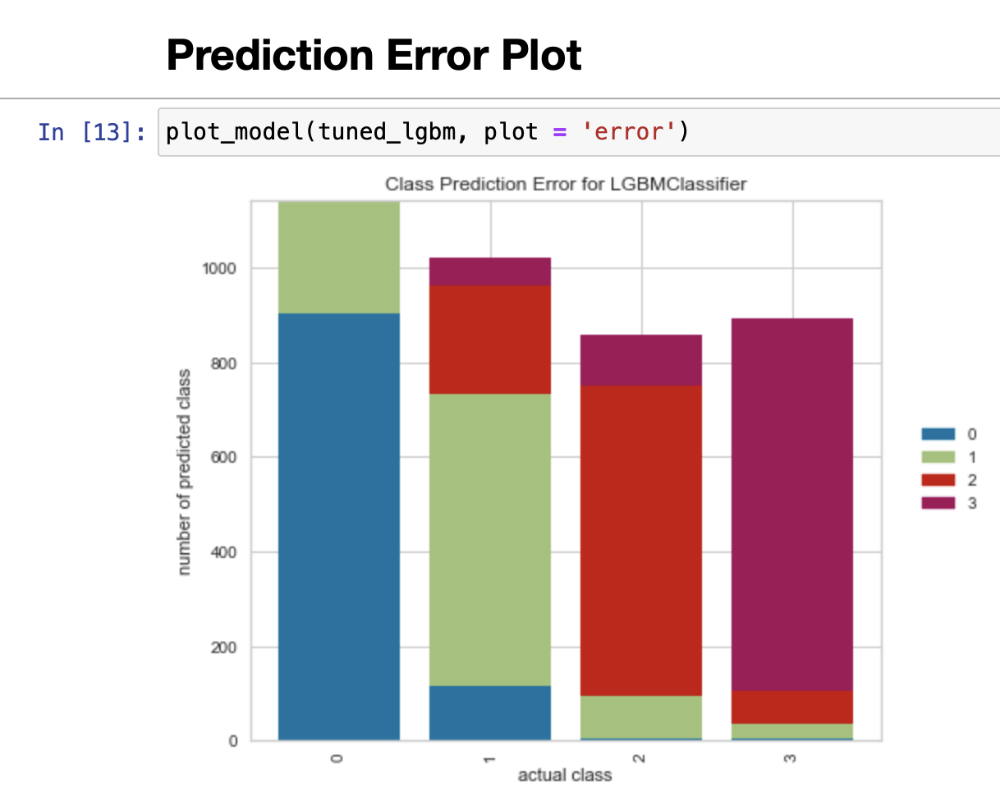 Prediction Error Plot
In [13]: plot_model(tuned_lgbm, plot = 'error')
Class Prediction Error for LGBMClassifier
number of predicted class
1000
800
600
400
200
0
0 1 2 3
actual class
0
1
2
3